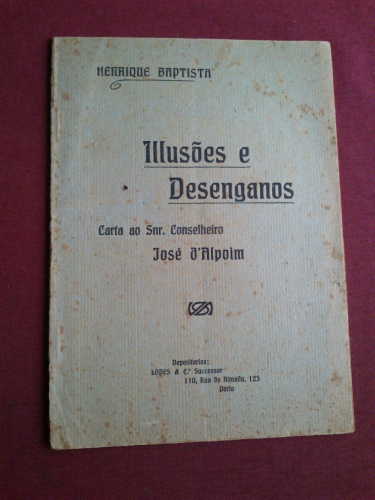 HENRIQUE BAPTISTA
Illusões e
Desenganos
Carta ao Snr. Conselheiro
José d'Alpoim
Depositarios:
LOPES & C.ª Successor
119, Rua do Almada, 123
Porto